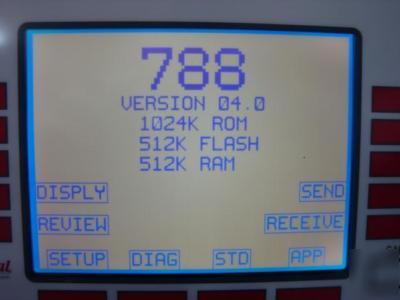 788
VERSION 04.0
1024K ROM
512K FLASH
512K RAM
DISPLY SEND
REVIEW RECEIVE
SETUP DIAG STD APP